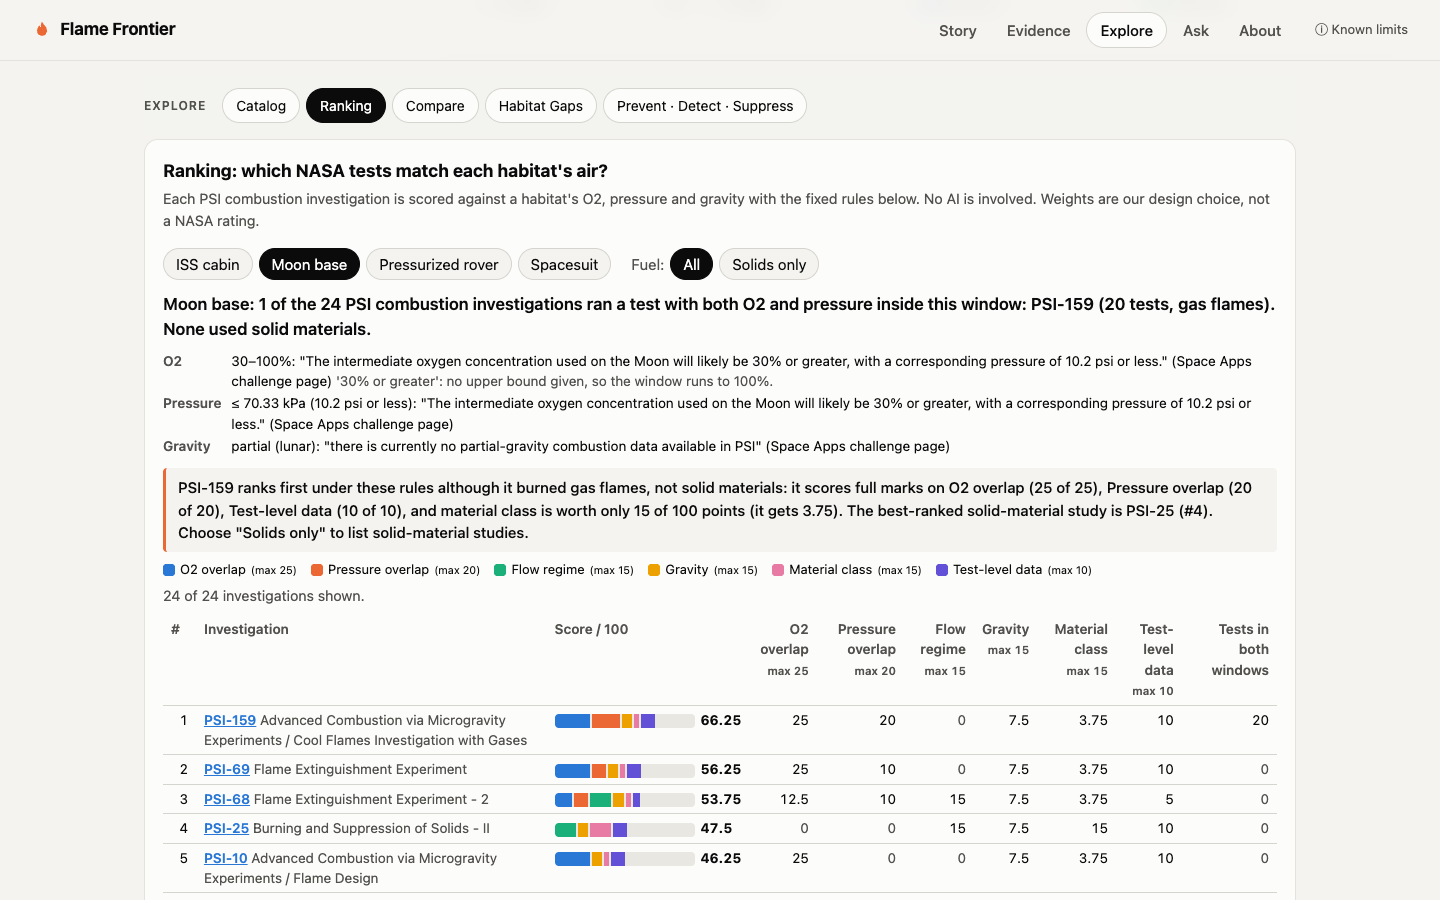 Flame Frontier
Story Evidence Explore Ask About ⓘ Known limits
EXPLORE Catalog Ranking Compare Habitat Gaps Prevent · Detect · Suppress
Ranking: which NASA tests match each habitat's air?
Each PSI combustion investigation is scored against a habitat's O2, pressure and gravity with the fixed rules below. No AI is involved. Weights are our design choice, not
a NASA rating.
ISS cabin Moon base Pressurized rover Spacesuit Fuel: All Solids only
Moon base: 1 of the 24 PSI combustion investigations ran a test with both O2 and pressure inside this window: PSI-159 (20 tests, gas flames).
None used solid materials.
O2 30–100%: "The intermediate oxygen concentration used on the Moon will likely be 30% or greater, with a corresponding pressure of 10.2 psi or less." (Space Apps
challenge page) '30% or greater': no upper bound given, so the window runs to 100%.
Pressure ≤ 70.33 kPa (10.2 psi or less): "The intermediate oxygen concentration used on the Moon will likely be 30% or greater, with a corresponding pressure of 10.2 psi or
less." (Space Apps challenge page)
Gravity partial (lunar): "there is currently no partial-gravity combustion data available in PSI" (Space Apps challenge page)
PSI-159 ranks first under these rules although it burned gas flames, not solid materials: it scores full marks on O2 overlap (25 of 25), Pressure overlap (20
of 20), Test-level data (10 of 10), and material class is worth only 15 of 100 points (it gets 3.75). The best-ranked solid-material study is PSI-25 (#4).
Choose "Solids only" to list solid-material studies.
O2 overlap (max 25) Pressure overlap (max 20) Flow regime (max 15) Gravity (max 15) Material class (max 15) Test-level data (max 10)
24 of 24 investigations shown.
# Investigation Score / 100 O2 Pressure Flow Gravity Material Test- Tests in
overlap overlap regime max 15 class level both
max 25 max 20 max 15 max 15 data windows
max 10
1 PSI-159 Advanced Combustion via Microgravity 66.25 25 20 0 7.5 3.75 10 20
Experiments / Cool Flames Investigation with Gases
2 PSI-69 Flame Extinguishment Experiment 56.25 25 10 0 7.5 3.75 10 0
3 PSI-68 Flame Extinguishment Experiment - 2 53.75 12.5 10 15 7.5 3.75 5 0
4 PSI-25 Burning and Suppression of Solids - II 47.5 0 0 15 7.5 15 10 0
5 PSI-10 Advanced Combustion via Microgravity 46.25 25 0 0 7.5 3.75 10 0
Experiments / Flame Design